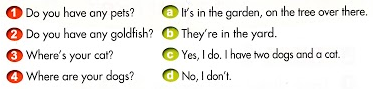 1 Do you have any pets? a It's in the garden, on the tree over there.
2 Do you have any goldfish? b They're in the yard.
3 Where's your cat? c Yes, I do. I have two dogs and a cat.
4 Where are your dogs? d No, I don't.